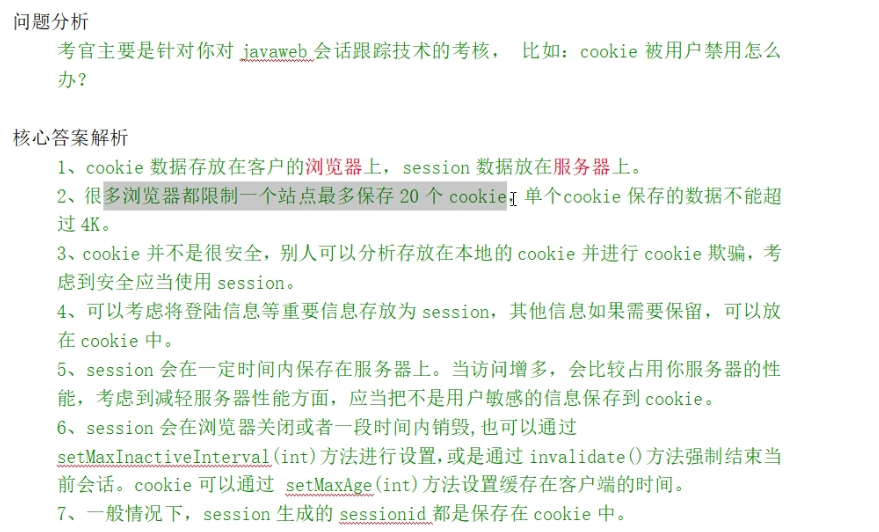 问题分析
考官主要是针对你对 javaweb 会话跟踪技术的考核， 比如：cookie 被用户禁用怎么
办？
核心答案解析
1、cookie 数据存放在客户的浏览器上，session 数据放在服务器上。
2、很多浏览器都限制一个站点最多保存 20 个 cookie，单个cookie 保存的数据不能超
过 4K。
3、cookie 并不是很安全，别人可以分析存放在本地的 cookie 并进行 cookie 欺骗，考
虑到安全应当使用 session。
4、可以考虑将登陆信息等重要信息存放为 session，其他信息如果需要保留，可以放
在 cookie 中。
5、session 会在一定时间内保存在服务器上。当访问增多，会比较占用你服务器的性
能，考虑到减轻服务器性能方面，应当把不是用户敏感的信息保存到 cookie。
6、session 会在浏览器关闭或者一段时间内销毁,也可以通过
setMaxInactiveInterval(int)方法进行设置,或是通过 invalidate()方法强制结束当
前会话。cookie 可以通过 setMaxAge(int)方法设置缓存在客户端的时间。
7、一般情况下，session 生成的 sessionid 都是保存在 cookie 中。